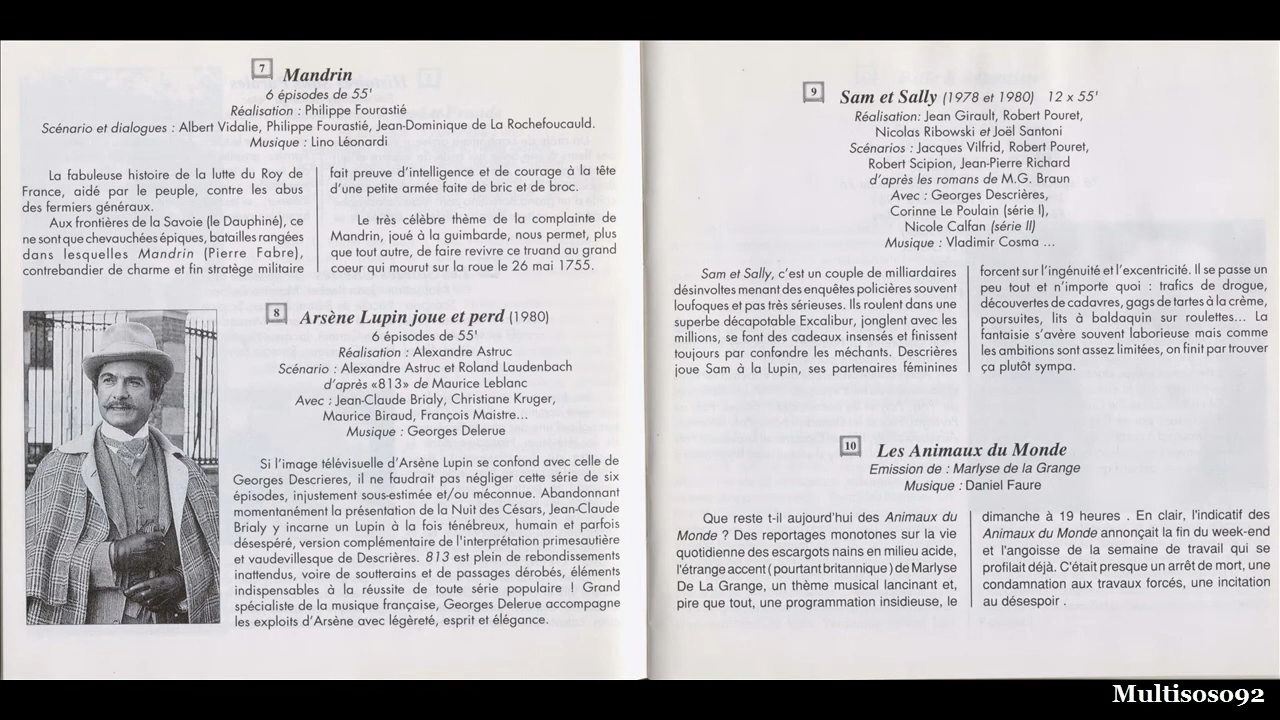 7 Mandrin
6 épisodes de 55'
Réalisation : Philippe Fourastié
Scénario et dialogues : Albert Vidalie, Philippe Fourastié, Jean-Dominique de La Rochefoucauld.
Musique : Lino Léonardi
La fabuleuse histoire de la lutte du Roy de
France, aidé par le peuple, contre les abus
des fermiers généraux.
Aux frontières de la Savoie (le Dauphiné), ce
ne sont que chevauchées épiques, batailles rangées
dans lesquelles Mandrin (Pierre Fabre),
contrebandier de charme et fin stratège militaire
fait preuve d'intelligence et de courage à la tête
d'une petite armée faite de bric et de broc.
Le très célèbre thème de la complainte de
Mandrin, joué à la guimbarde, nous permet, plus
que tout autre, de faire revivre ce truand au grand
coeur qui mourut sur la roue le 26 mai 1755.
8 Arsène Lupin joue et perd (1980)
6 épisodes de 55'
Réalisation : Alexandre Astruc
Scénario : Alexandre Astruc et Roland Laudenbach
d'après «813» de Maurice Leblanc
Avec : Jean-Claude Brialy, Christiane Kruger,
Maurice Biraud, François Maistre...
Musique : Georges Delerue
Si l'image télévisuelle d'Arsène Lupin se confond avec celle de
Georges Descrieres, il ne faudrait pas négliger cette série de six
épisodes, injustement sous-estimée et/ou méconnue. Abandonnant
momentanément la présentation de la Nuit des Césars, Jean-Claude
Brialy y incarne un Lupin à la fois ténébreux, humain et parfois
désespéré, version complémentaire de l'interprétation primesautière
et vaudevillesque de Descrières. 813 est plein de rebondissements
inattendus, voire de soutterains et de passages dérobés, éléments
indispensables à la réussite de toute série populaire ! Grand
spécialiste de la musique française, Georges Delerue accompagne
les exploits d'Arsène avec légèreté, esprit et élégance.
9 Sam et Sally (1978 et 1980) 12 x 55'
Réalisation: Jean Girault, Robert Pouret,
Nicolas Ribowski et Joël Santoni
Scénarios : Jacques Vilfrid, Robert Pouret,
Robert Scipion, Jean-Pierre Richard
d'après les romans de M.G. Braun
Avec : Georges Descrières,
Corinne Le Poulain (série I),
Nicole Calfan (série II)
Musique : Vladimir Cosma ...
Sam et Sally, c'est un couple de milliardaires
désinvoltes menant des enquêtes policières souvent
loufoques et pas très sérieuses. Ils roulent dans une
superbe décapotable Excalibur, jonglent avec les
millions, se font des cadeaux insensés et finissent
toujours par confondre les méchants. Descrières
joue Sam à la Lupin, ses partenaires féminines
forcent sur l'ingénuité et l'excentricité. Il se passe un
peu tout et n'importe quoi : trafics de drogue,
découvertes de cadavres, gags de tartes à la crème,
poursuites, lits à baldaquin sur roulettes... La
fantaisie s'avère souvent laborieuse mais comme
les ambitions sont assez limitées, on finit par trouver
ça plutôt sympa.
10 Les Animaux du Monde
Emission de : Marlyse de la Grange
Musique : Daniel Faure
Que reste t-il aujourd'hui des Animaux du
Monde ? Des reportages monotones sur la vie
quotidienne des escargots nains en milieu acide,
l'étrange accent ( pourtant britannique ) de Marlyse
De La Grange, un thème musical lancinant et,
pire que tout, une programmation insidieuse, le
dimanche à 19 heures . En clair, l'indicatif des
Animaux du Monde annonçait la fin du week-end
et l'angoisse de la semaine de travail qui se
profilait déjà. C'était presque un arrêt de mort, une
condamnation aux travaux forcés, une incitation
au désespoir .
Multisoso92